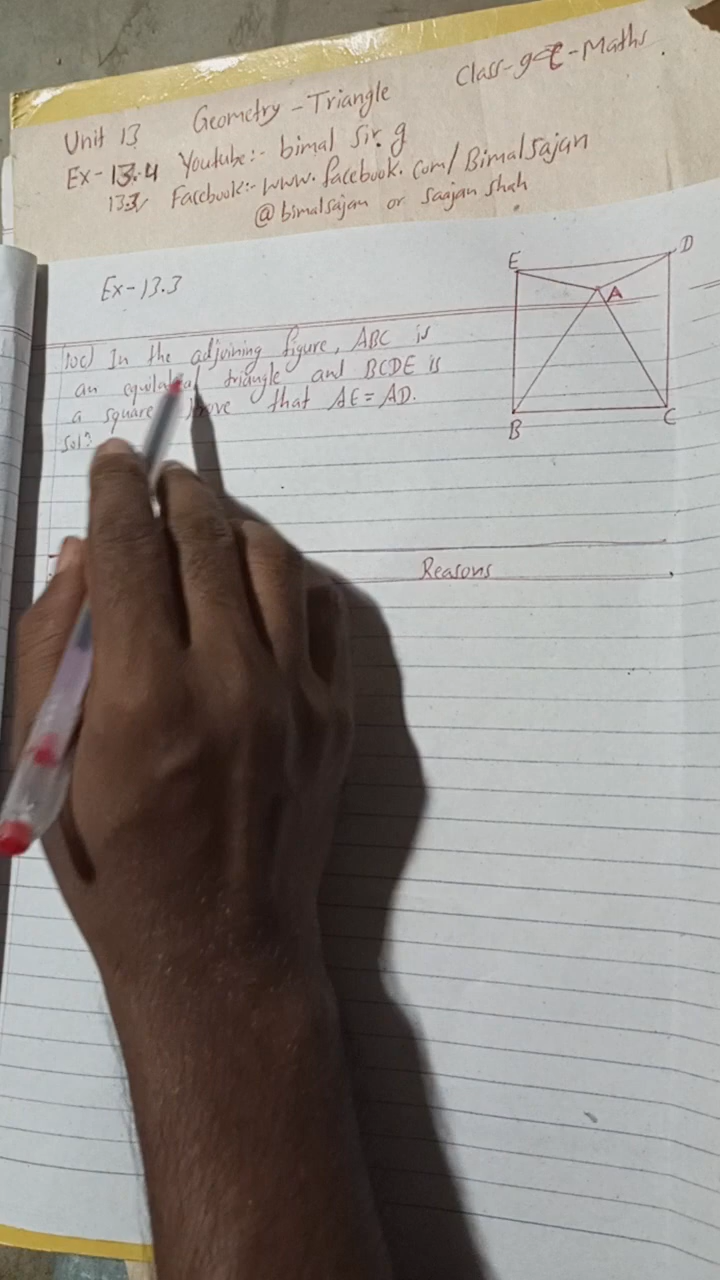 Unit 13 Geometry - Triangle Class - 9 - Maths
Ex - 13.4 Youtube:- bimal Sir g
13.3/ Facebook:- www.facebook.com/Bimalsajan
@bimalsajan or Saajan Shah
Ex - 13.3
10c) In the adjoining figure, ABC is
an triangle and BCDE is
a square that AE = AD.
Sol?
E
D
A
B
C
Reasons